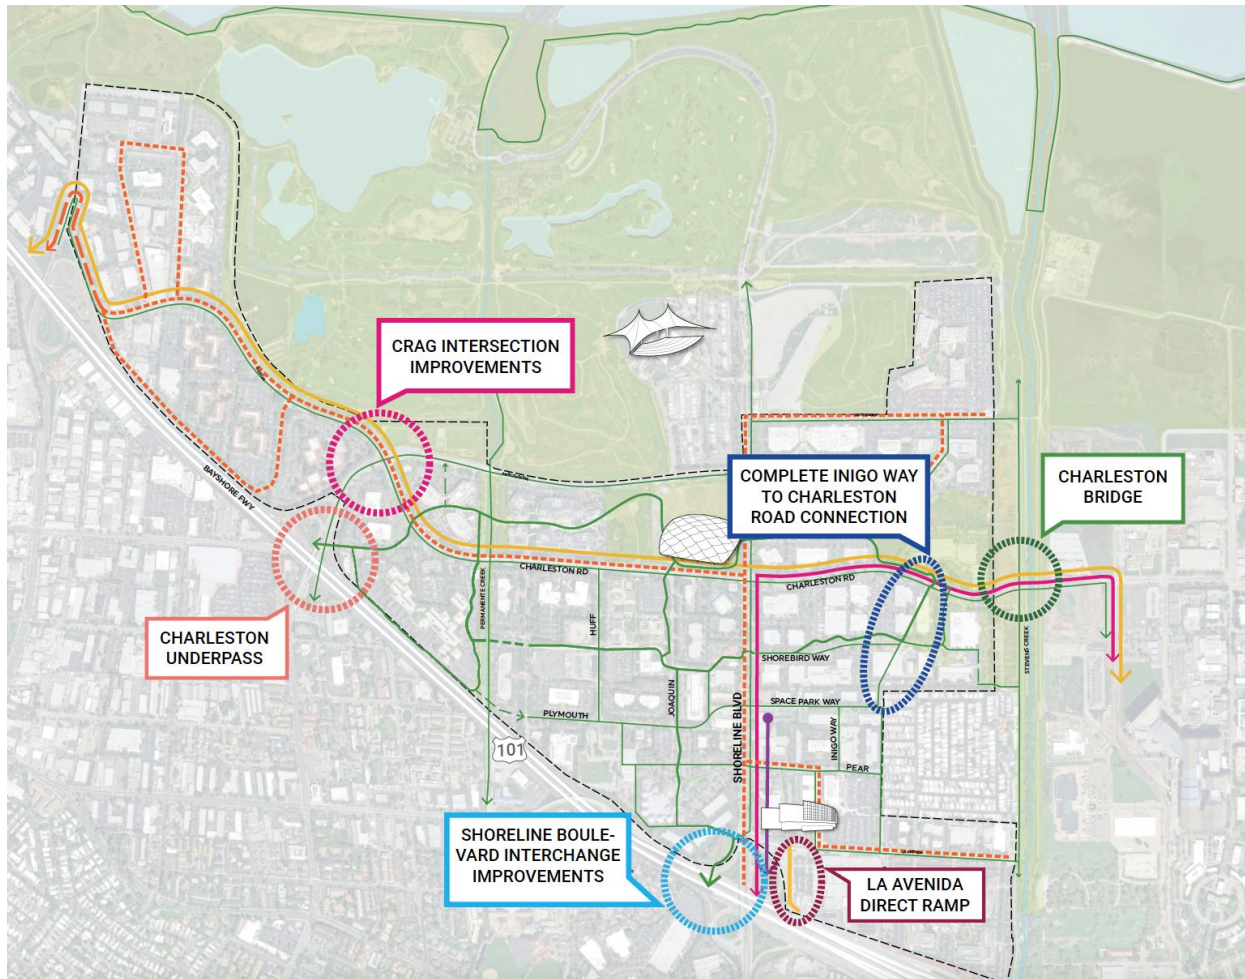 CRAG INTERSECTION
IMPROVEMENTS
COMPLETE INIGO WAY
TO CHARLESTON
ROAD CONNECTION
CHARLESTON
BRIDGE
BAYSHORE FWY
CHARLESTON RD
CHARLESTON RD
PERMANENTE CREEK
HUFF
CHARLESTON
UNDERPASS
SHOREBIRD WAY
STEVENS CREEK
JOAQUIN
SPACE PARK WAY
PLYMOUTH
SHORELINE BLVD
INIGO WAY
101
PEAR
SHORELINE BOULE-
VARD INTERCHANGE
IMPROVEMENTS
LA AVENIDA
DIRECT RAMP